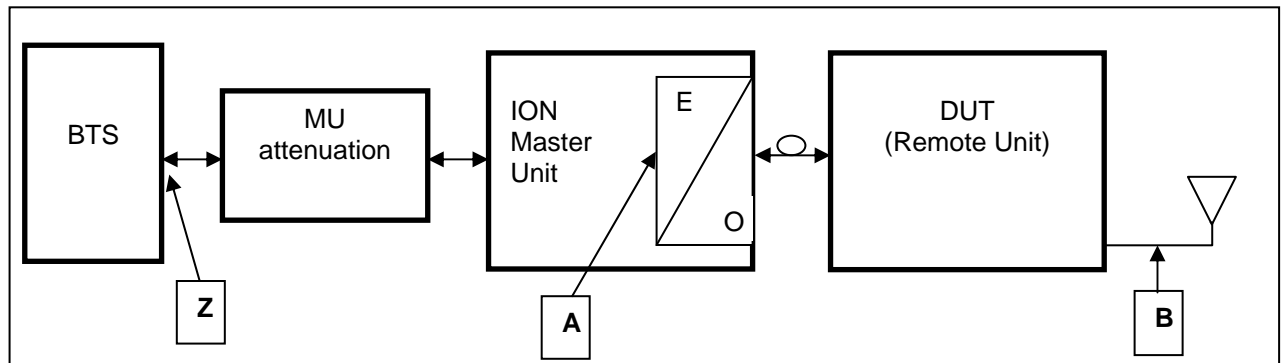 BTS
MU
attenuation
ION
Master
Unit
E
O
DUT
(Remote Unit)
Z
A
B